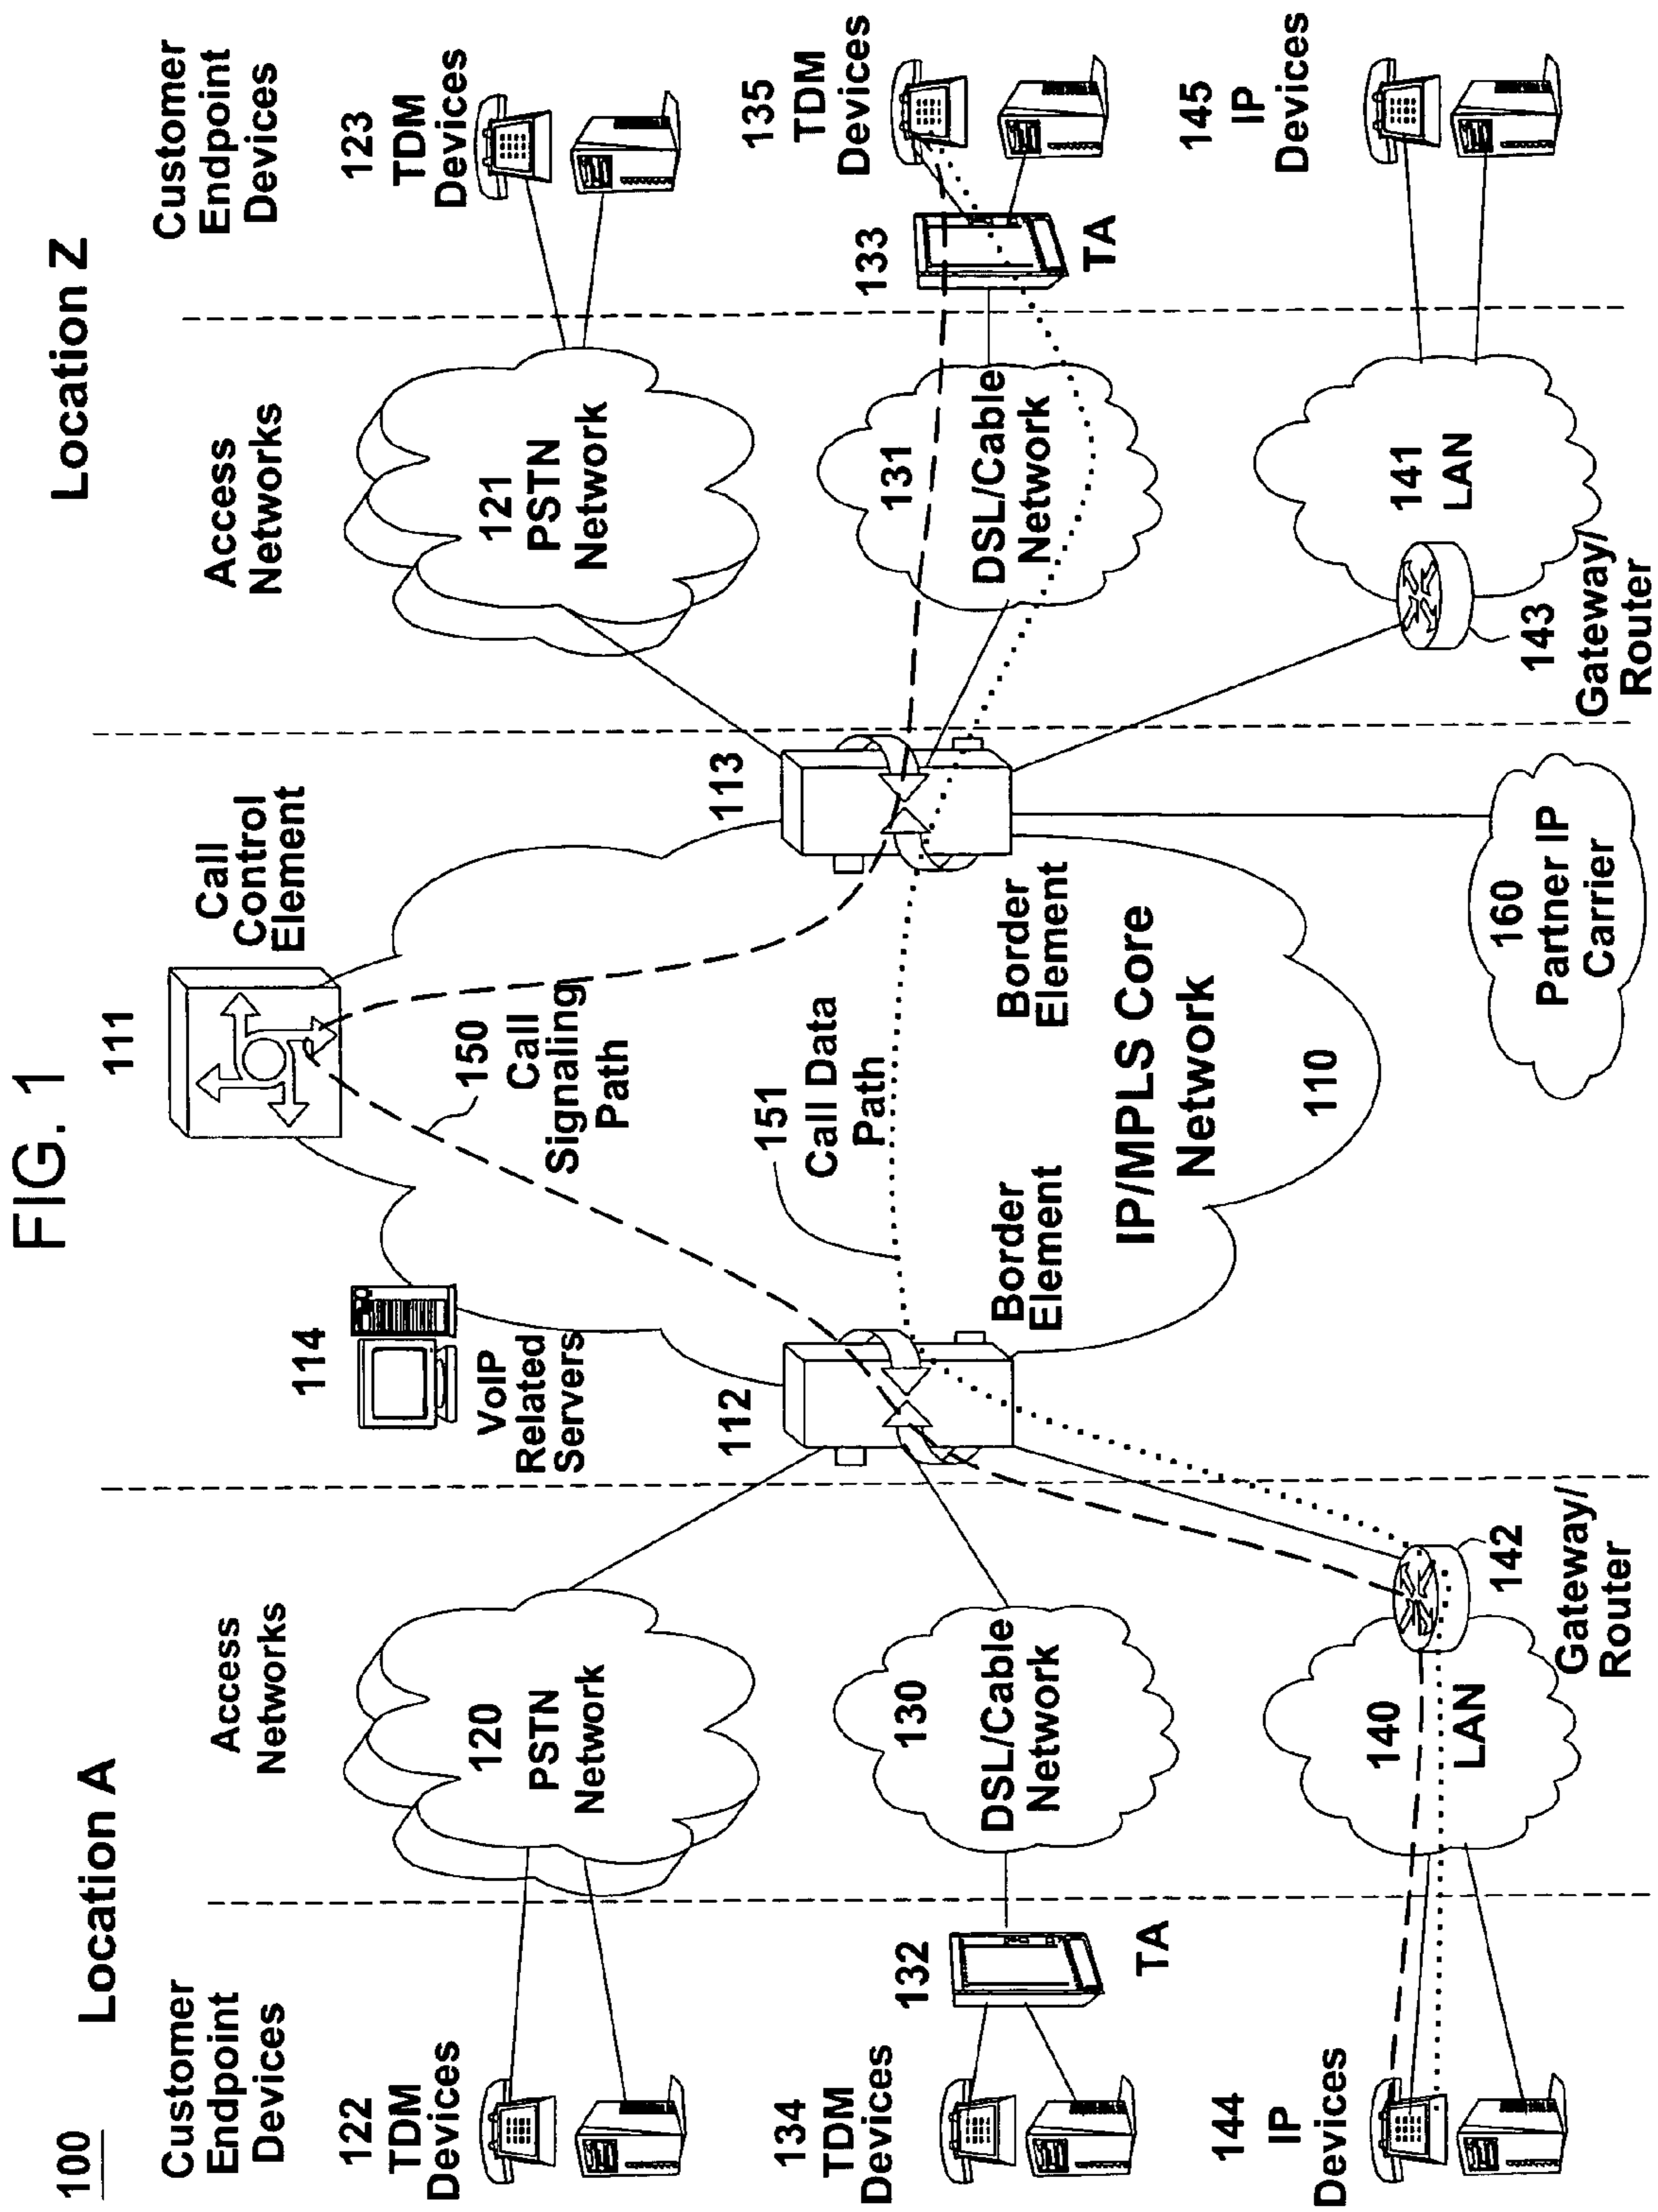 FIG. 1
100
Location A
Location Z
Customer
Endpoint
Devices
Access
Networks
114
VoIP
Related
Servers
111
Call
Control
Element
Access
Networks
Customer
Endpoint
Devices
122
TDM
Devices
120
PSTN
Network
150
Call
Signaling
Path
121
PSTN
Network
123
TDM
Devices
112
113
134
TDM
Devices
132
TA
130
DSL/Cable
Network
151
Call Data
Path
Border
Element
Border
Element
131
DSL/Cable
Network
133
TA
135
TDM
Devices
IP/MPLS Core
Network
110
144
IP
Devices
140
LAN
142
Gateway/
Router
160
Partner IP
Carrier
143
Gateway/
Router
141
LAN
145
IP
Devices